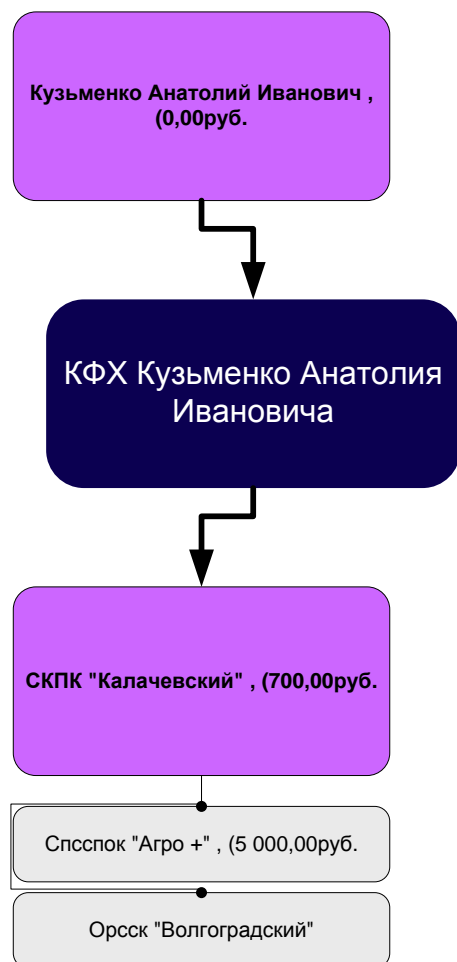 Кузьменко Анатолий Иванович ,
(0,00руб.
КФХ Кузьменко Анатолия
Ивановича
СКПК "Калачевский" , (700,00руб.
Спсспок "Агро +" , (5 000,00руб.
Орсск "Волгоградский"